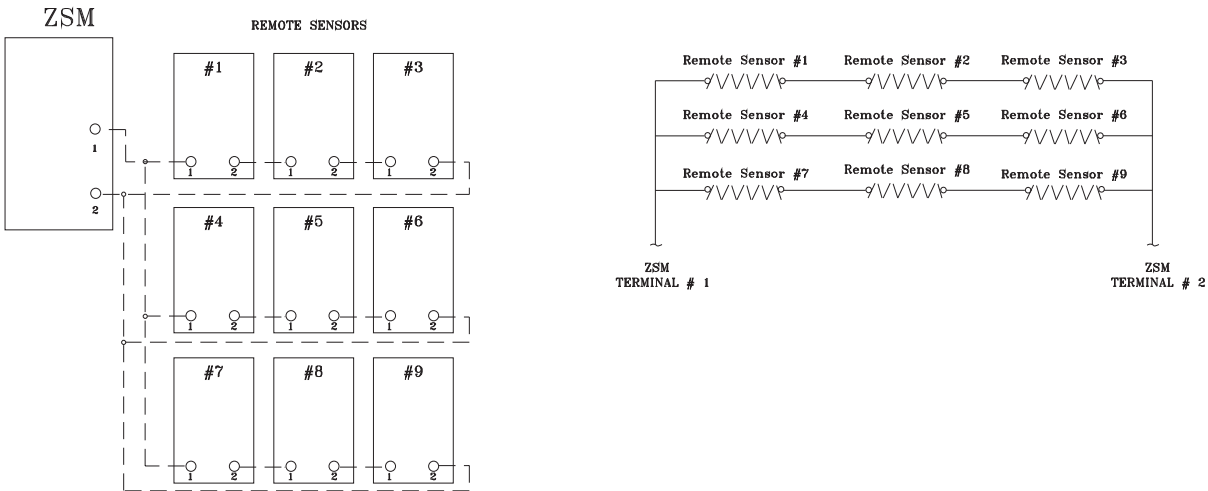 ZSM
REMOTE SENSORS
#1 #2 #3
1
1 2 1 2 1 2
2
#4 #5 #6
1 2 1 2 1 2
#7 #8 #9
1 2 1 2 1 2
Remote Sensor #1 Remote Sensor #2 Remote Sensor #3
Remote Sensor #4 Remote Sensor #5 Remote Sensor #6
Remote Sensor #7 Remote Sensor #8 Remote Sensor #9
ZSM
TERMINAL # 1
ZSM
TERMINAL # 2